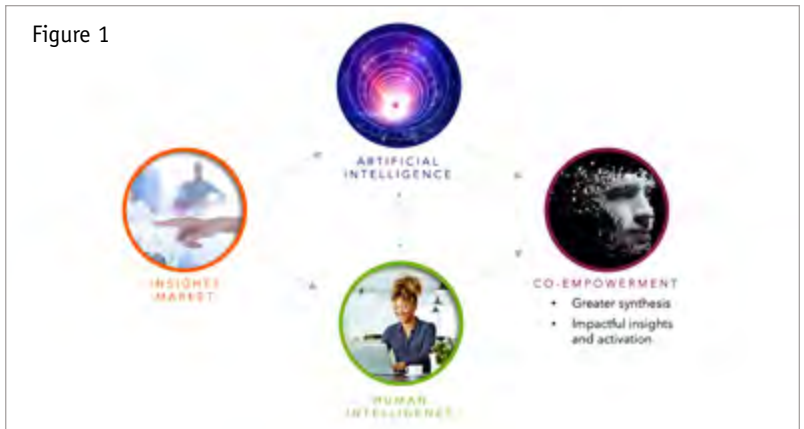 Figure 1
ARTIFICIAL
INTELLIGENCE
INSIGHTS
MARKET
CO-EMPOWERMENT
• Greater synthesis
• Impactful insights
and activation
HUMAN
INTELLIGENCE